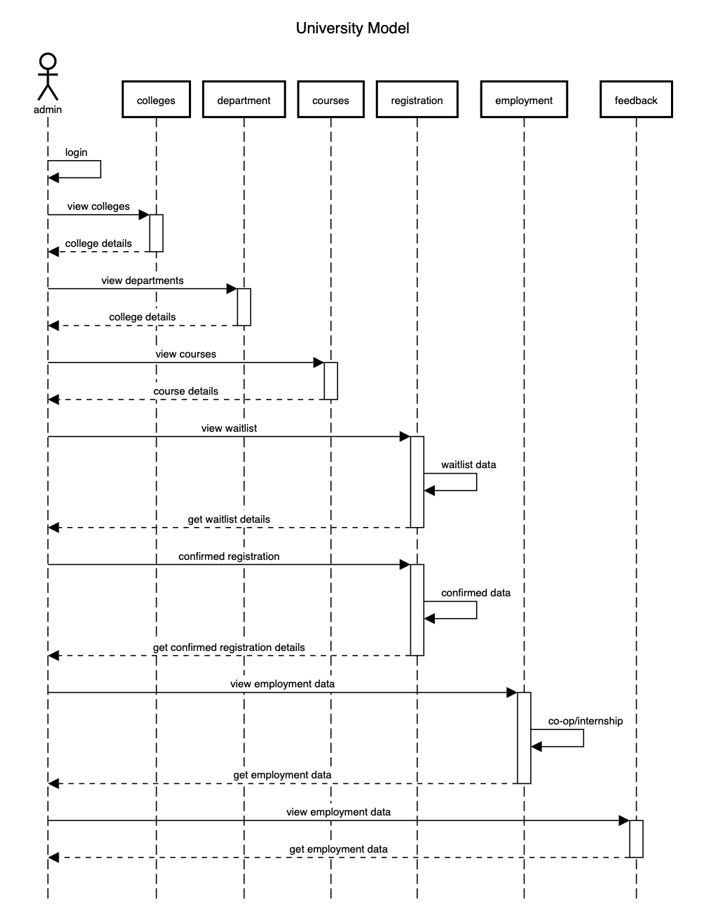 University Model
admin
colleges
department
courses
registration
employment
feedback
login
view colleges
college details
view departments
college details
view courses
course details
view waitlist
waitlist data
get waitlist details
confirmed registration
confirmed data
get confirmed registration details
view employment data
co-op/internship
get employment data
view employment data
get employment data